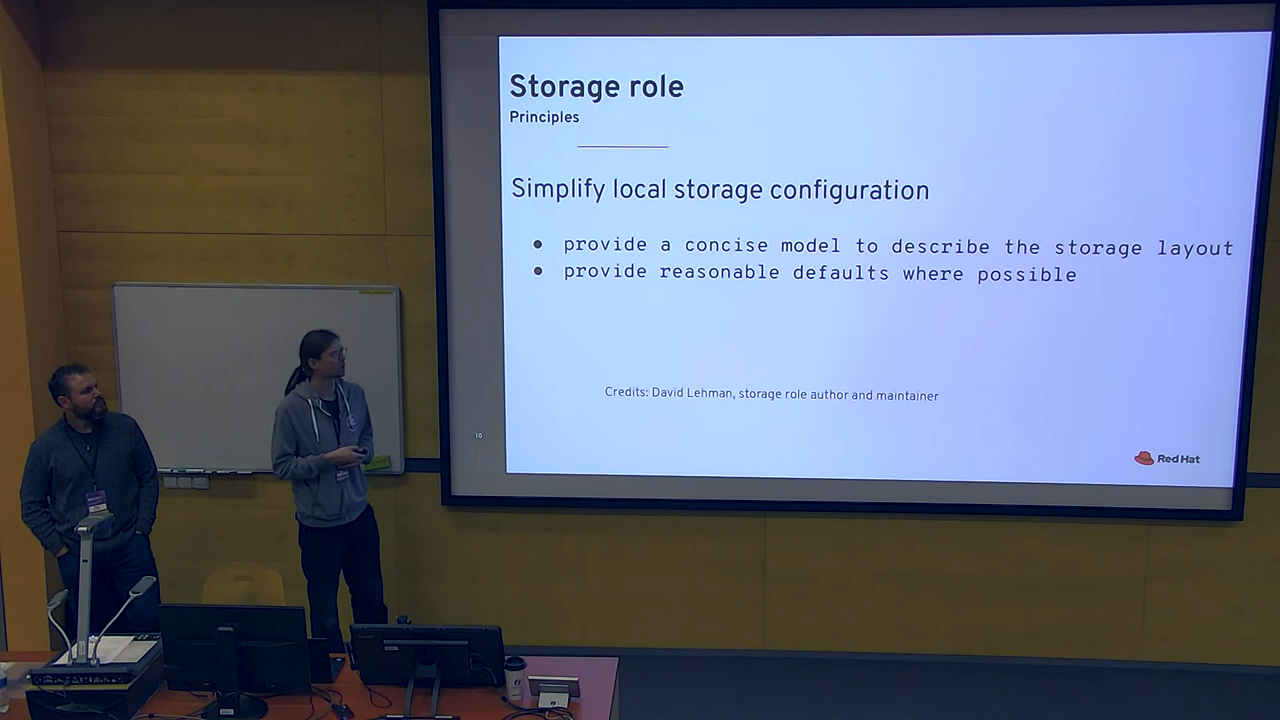 Storage role
Principles
Simplify local storage configuration
● provide a concise model to describe the storage layout
● provide reasonable defaults where possible
Credits: David Lehman, storage role author and maintainer
10
Red Hat